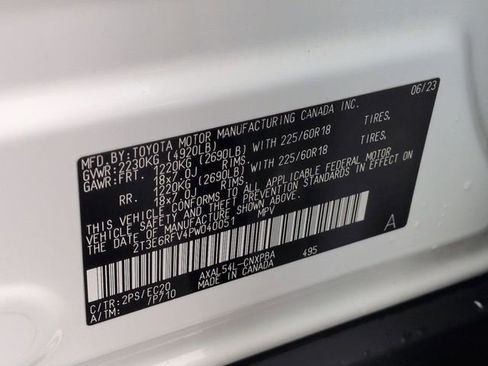 MFD. BY: TOYOTA MOTOR MANUFACTURING CANADA INC. 06/23
GVWR: 2230KG (4920LB)
GAWR: FRT. 1220KG (2690LB) WITH 225/60R18 TIRES,
18x7.0J RIMS,
RR. 1220KG (2690LB) WITH 225/60R18 TIRES,
18x7.0J RIMS,
THIS VEHICLE CONFORMS TO ALL APPLICABLE FEDERAL MOTOR
VEHICLE SAFETY AND THEFT PREVENTION STANDARDS IN EFFECT ON
THE DATE OF MANUFACTURE SHOWN ABOVE.
2T3E6RFV4PW040051 MPV
A
C/TR: 2PS/EC20 AXAL54L-CNXPBA 495
A/TM: /P710 MADE IN CANADA